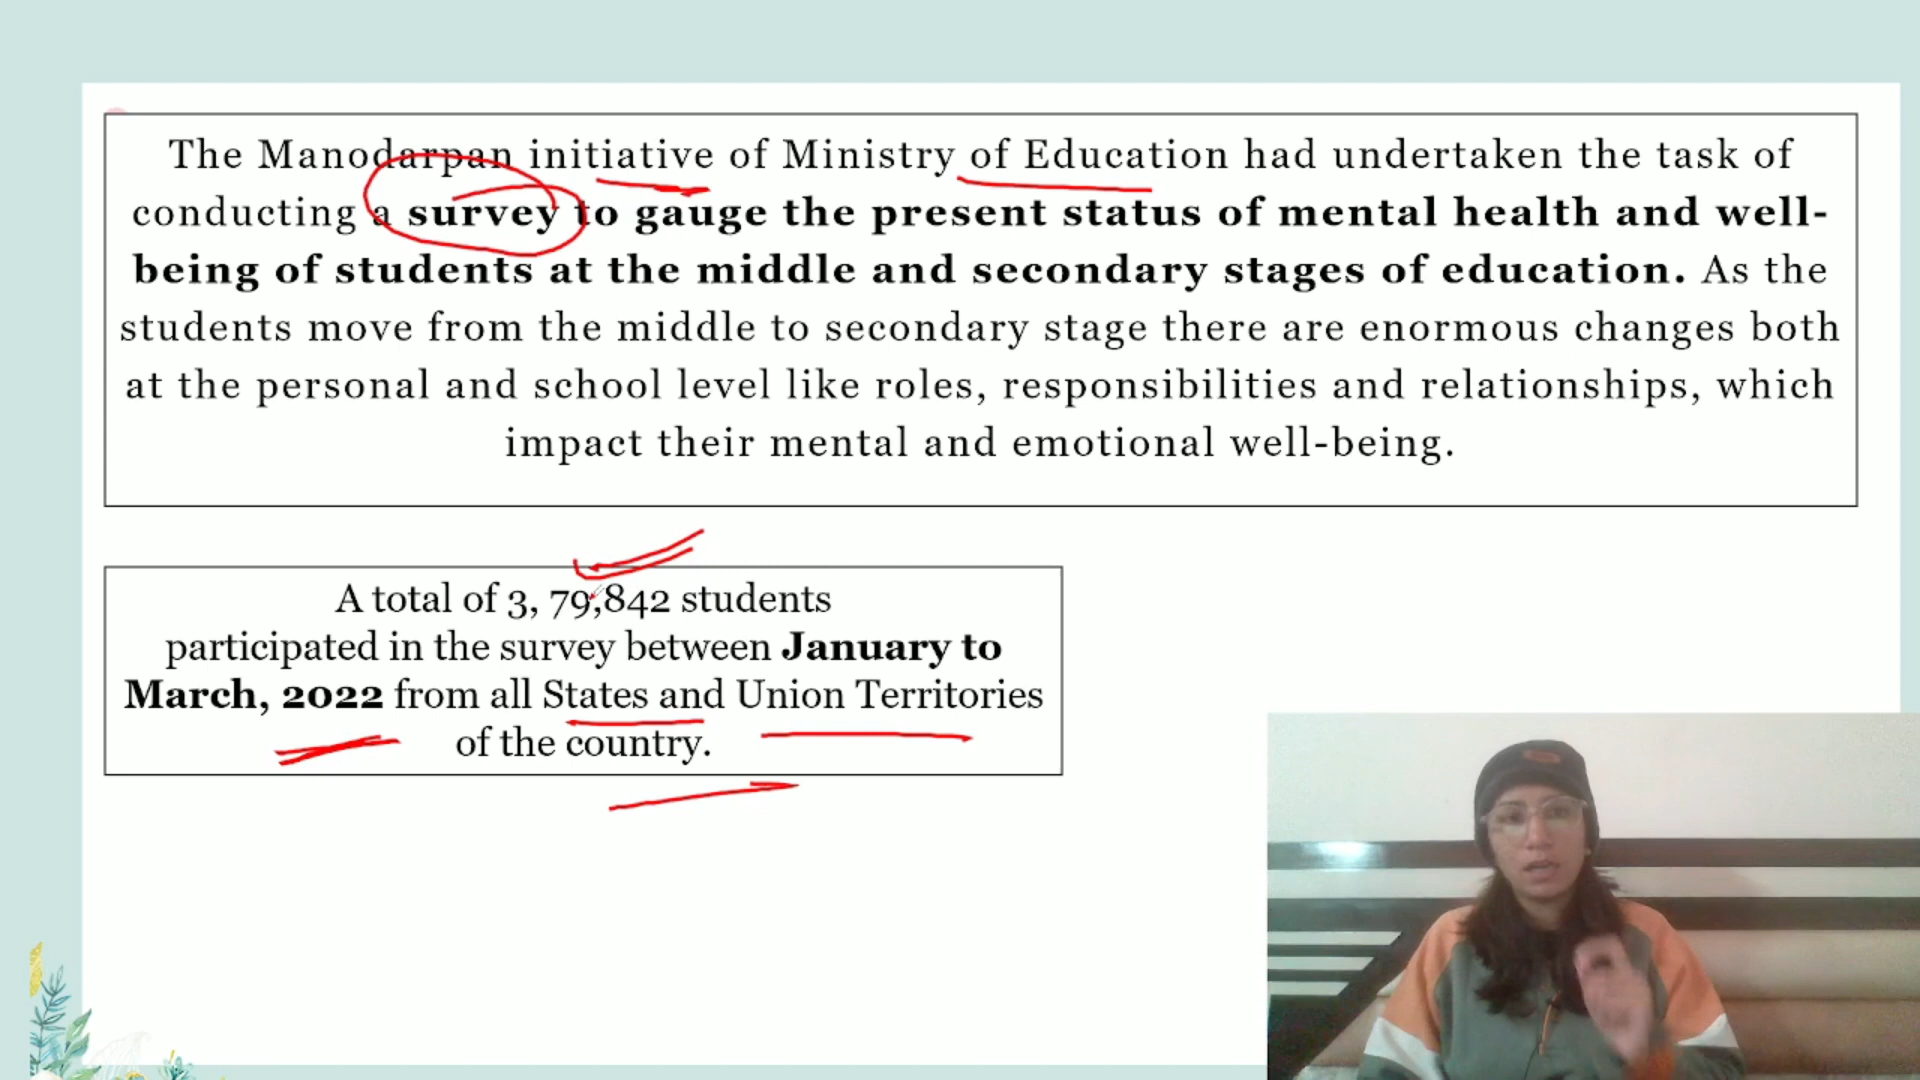 The Manodarpan initiative of Ministry of Education had undertaken the task of
conducting a survey to gauge the present status of mental health and well-
being of students at the middle and secondary stages of education. As the
students move from the middle to secondary stage there are enormous changes both
at the personal and school level like roles, responsibilities and relationships, which
impact their mental and emotional well-being.
A total of 3, 79,842 students
participated in the survey between January to
March, 2022 from all States and Union Territories
of the country.